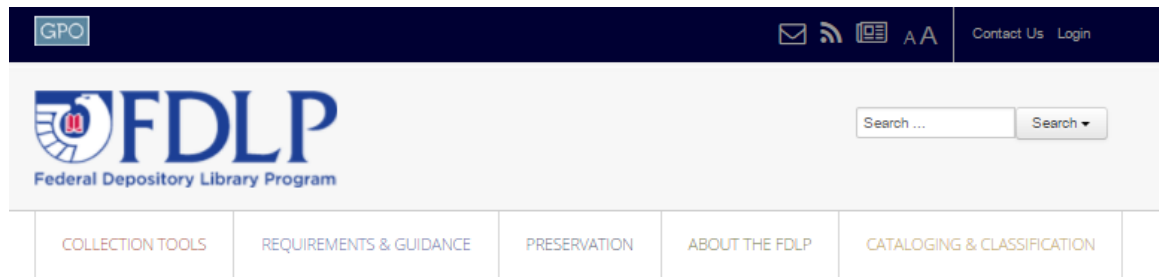 GPO
A A
Contact Us Login
FDLP
Federal Depository Library Program
Search ...
Search
COLLECTION TOOLS
REQUIREMENTS & GUIDANCE
PRESERVATION
ABOUT THE FDLP
CATALOGING & CLASSIFICATION